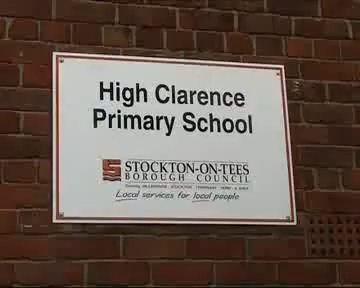 High Clarence
Primary School
STOCKTON-ON-TEES
BOROUGH COUNCIL
Local services for local people